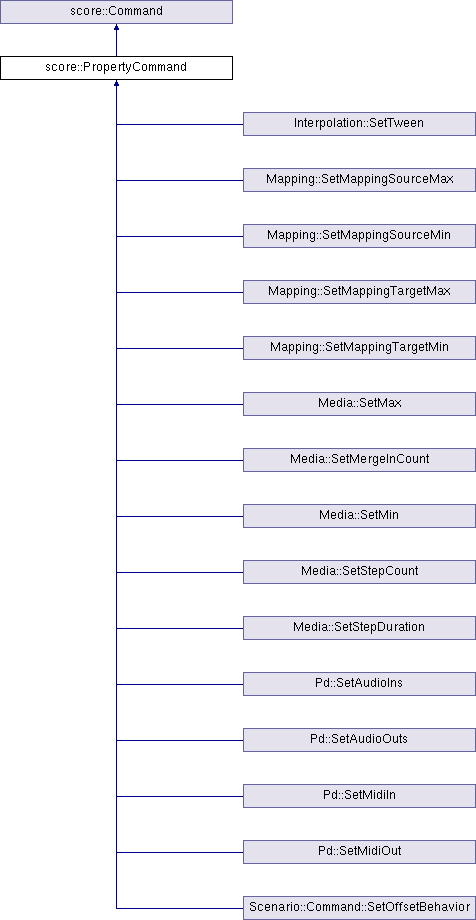 score::Command
score::PropertyCommand
Interpolation::SetTween
Mapping::SetMappingSourceMax
Mapping::SetMappingSourceMin
Mapping::SetMappingTargetMax
Mapping::SetMappingTargetMin
Media::SetMax
Media::SetMergeInCount
Media::SetMin
Media::SetStepCount
Media::SetStepDuration
Pd::SetAudioIns
Pd::SetAudioOuts
Pd::SetMidiIn
Pd::SetMidiOut
Scenario::Command::SetOffsetBehavior